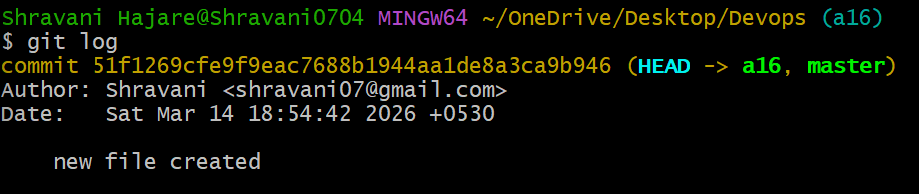 Shravani Hajare@Shravani0704 MINGW64 ~/OneDrive/Desktop/Devops (a16)
$ git log
commit 51f1269cfe9f9eac7688b1944aa1de8a3ca9b946 (HEAD -> a16, master)
Author: Shravani <shravani07@gmail.com>
Date:   Sat Mar 14 18:54:42 2026 +0530

    new file created